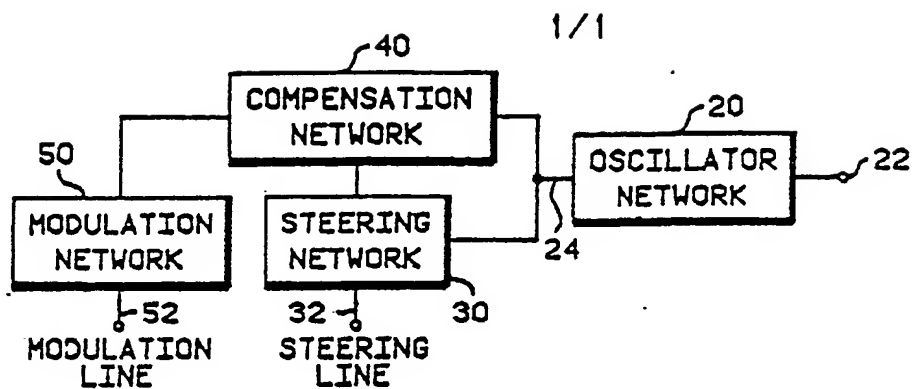 1/1
40
COMPENSATION
NETWORK
20
OSCILLATOR
NETWORK
22
24
50
MODULATION
NETWORK
STEERING
NETWORK
30
52
MODULATION
LINE
32
STEERING
LINE